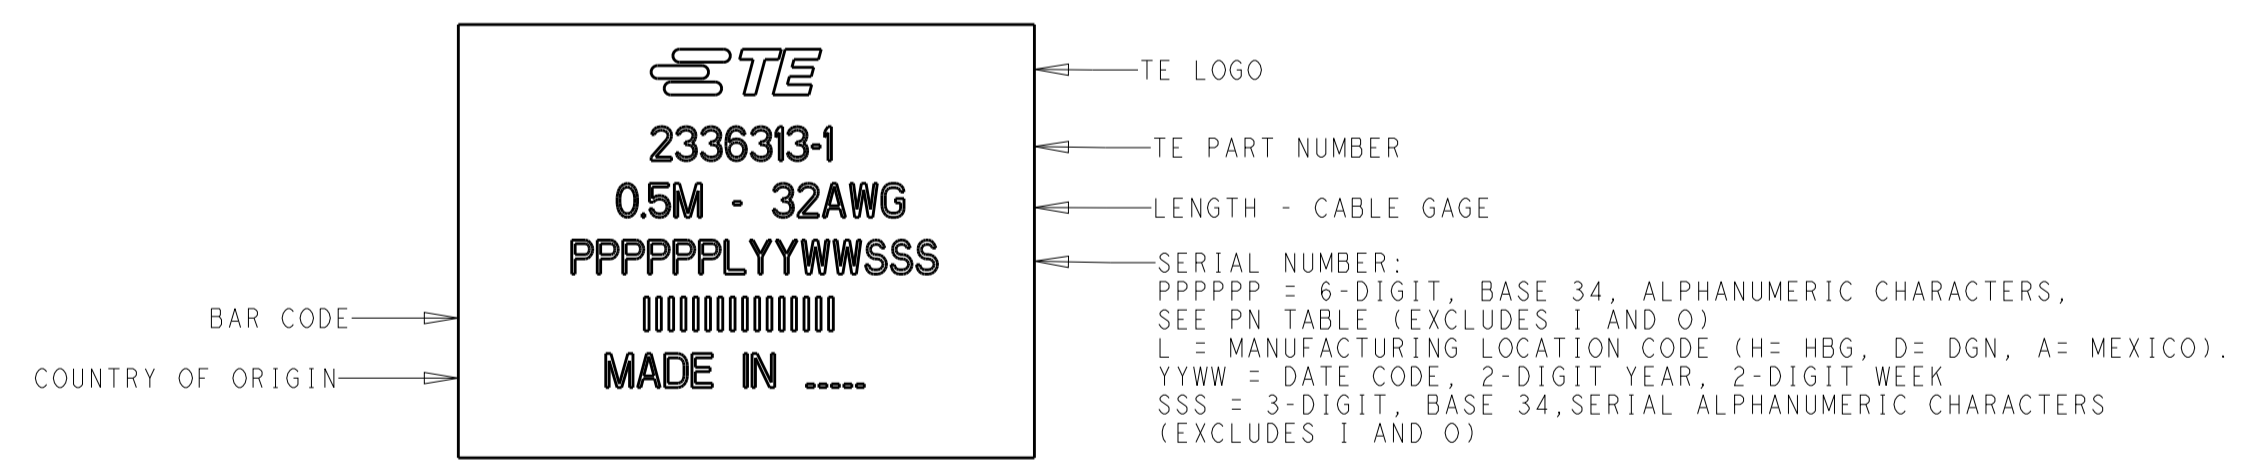 TE
2336313-1
0.5M - 32AWG
PPPPPPLYYWWSSS
MADE IN _____
BAR CODE
COUNTRY OF ORIGIN
TE LOGO
TE PART NUMBER
LENGTH - CABLE GAGE
SERIAL NUMBER:
PPPPPP = 6-DIGIT, BASE 34, ALPHANUMERIC CHARACTERS,
SEE PN TABLE (EXCLUDES I AND O)
L = MANUFACTURING LOCATION CODE (H= HBG, D= DGN, A= MEXICO).
YYWW = DATE CODE, 2-DIGIT YEAR, 2-DIGIT WEEK
SSS = 3-DIGIT, BASE 34,SERIAL ALPHANUMERIC CHARACTERS
(EXCLUDES I AND O)